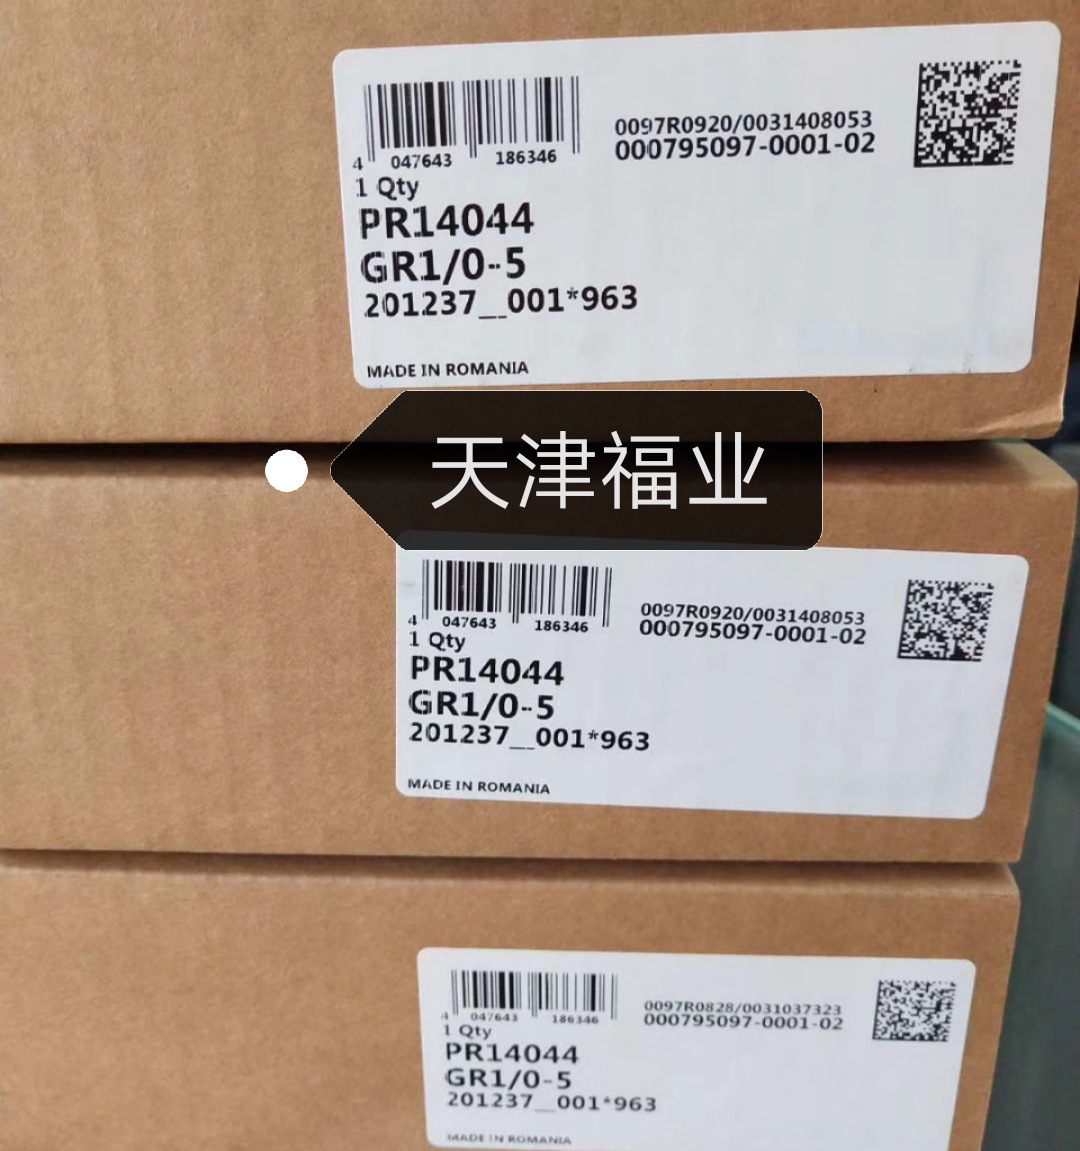 4 047643 186346
0097R0920/0031408053
000795097-0001-02
1 Qty
PR14044
GR1/0-5
201237__001*963
MADE IN ROMANIA
天津福业
4 047643 186346
0097R0920/0031408053
000795097-0001-02
1 Qty
PR14044
GR1/0-5
201237__001*963
MADE IN ROMANIA
4 047643 186346
0097R0828/0031037323
000795097-0001-02
1 Qty
PR14044
GR1/0-5
201237__001*963
MADE IN ROMANIA